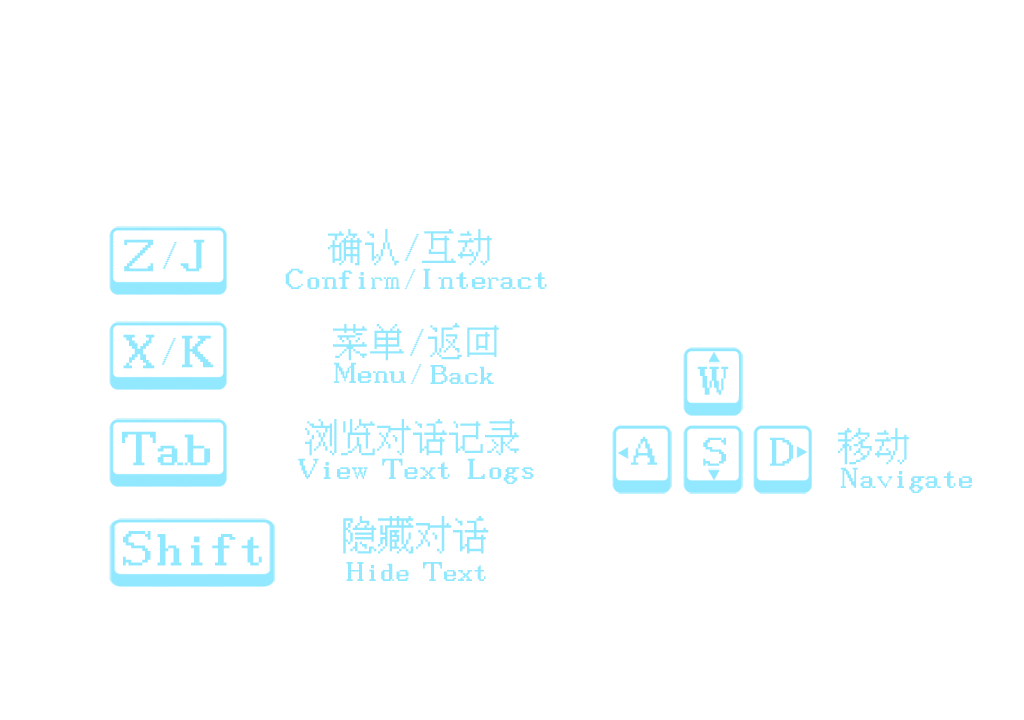 Z/J
确认/互动
Confirm/Interact
X/K
菜单/返回
Menu/Back
Tab
浏览对话记录
View Text Logs
Shift
隐藏对话
Hide Text
W
A S D
移动
Navigate